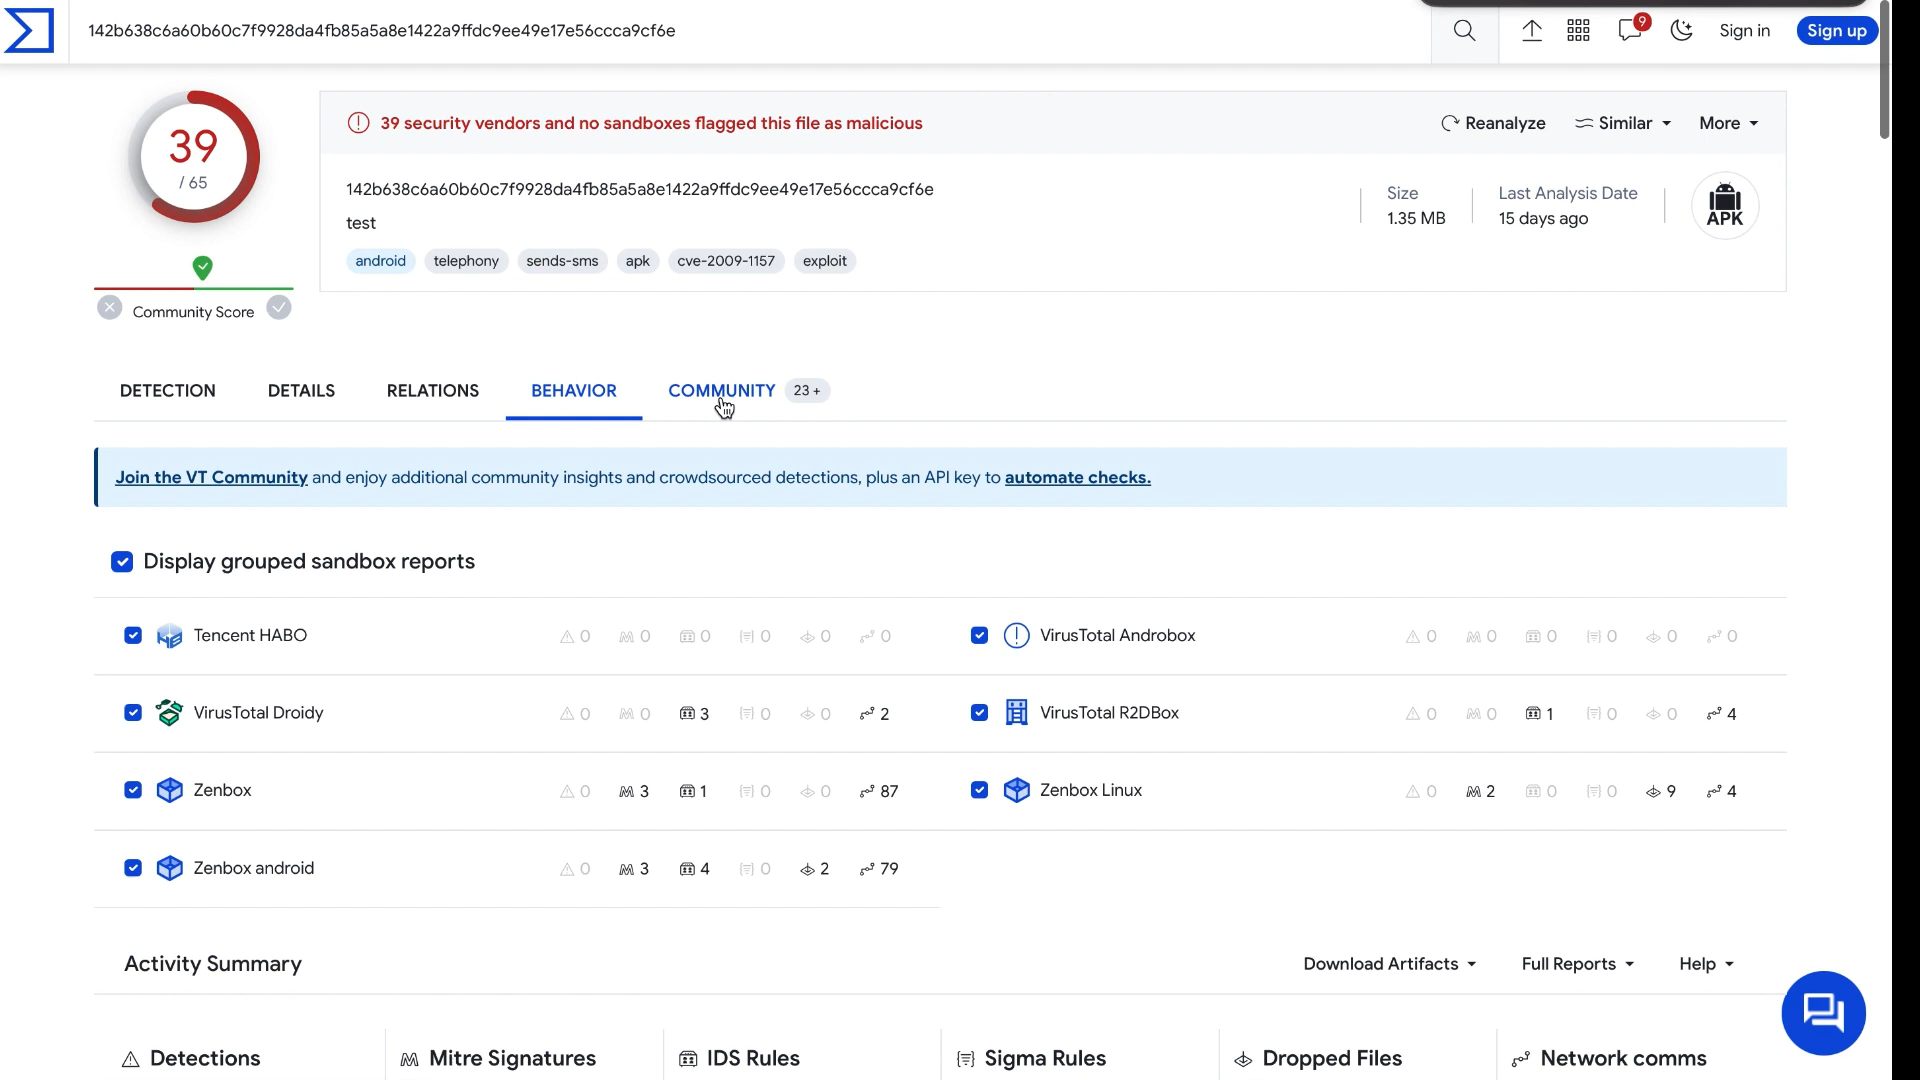 142b638c6a60b60c7f9928da4fb85a5a8e1422a9ffdc9ee49e17e56ccca9cf6e
9
Sign in
Sign up
39
/ 65
Community Score
39 security vendors and no sandboxes flagged this file as malicious
Reanalyze
Similar
More
142b638c6a60b60c7f9928da4fb85a5a8e1422a9ffdc9ee49e17e56ccca9cf6e
test
android
telephony
sends-sms
apk
cve-2009-1157
exploit
Size
1.35 MB
Last Analysis Date
15 days ago
APK
DETECTION
DETAILS
RELATIONS
BEHAVIOR
COMMUNITY
23 +
Join the VT Community and enjoy additional community insights and crowdsourced detections, plus an API key to automate checks.
Display grouped sandbox reports
Tencent HABO 0 0 0 0 0 0
VirusTotal Androbox 0 0 0 0 0 0
VirusTotal Droidy 0 0 3 0 0 2
VirusTotal R2DBox 0 0 1 0 0 4
Zenbox 0 3 1 0 0 87
Zenbox Linux 0 2 0 0 9 4
Zenbox android 0 3 4 0 2 79
Activity Summary
Download Artifacts
Full Reports
Help
Detections
Mitre Signatures
IDS Rules
Sigma Rules
Dropped Files
Network comms